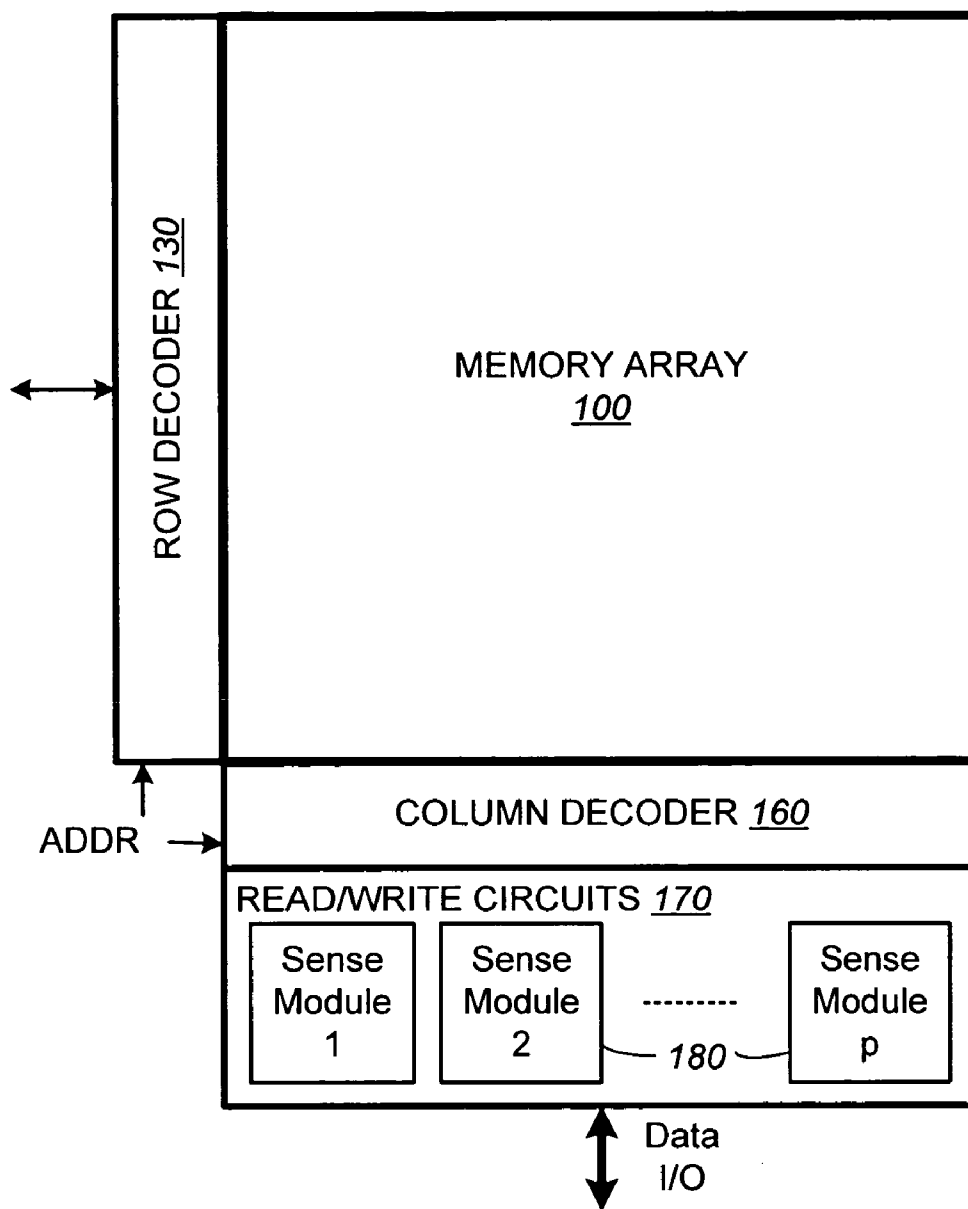 ROW DECODER 130
MEMORY ARRAY
100
COLUMN DECODER 160
ADDR
READ/WRITE CIRCUITS 170
Sense
Module
1
Sense
Module
2
Sense
Module
p
180
Data
I/O